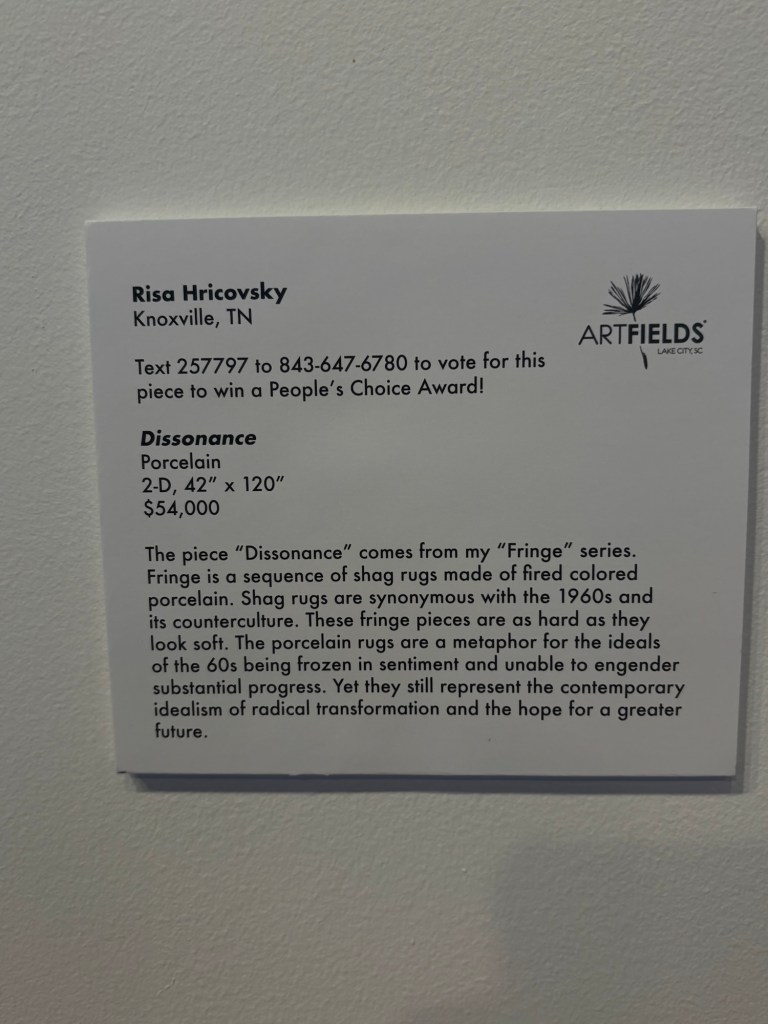 Risa Hricovsky
Knoxville, TN
ARTFIELDS
LAKE CITY, SC
Text 257797 to 843-647-6780 to vote for this
piece to win a People’s Choice Award!
Dissonance
Porcelain
2-D, 42” x 120”
$54,000
The piece “Dissonance” comes from my “Fringe” series.
Fringe is a sequence of shag rugs made of fired colored
porcelain. Shag rugs are synonymous with the 1960s and
its counterculture. These fringe pieces are as hard as they
look soft. The porcelain rugs are a metaphor for the ideals
of the 60s being frozen in sentiment and unable to engender
substantial progress. Yet they still represent the contemporary
idealism of radical transformation and the hope for a greater
future.